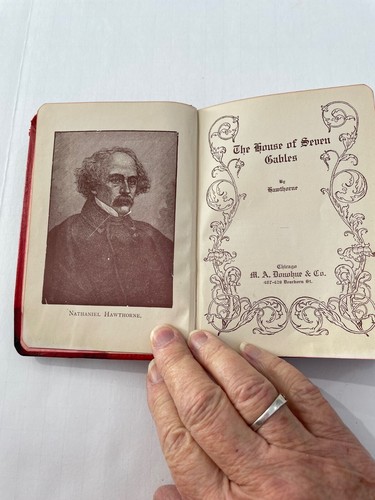 The House of Seven
Gables
By
Hawthorne
Chicago
M. A. Donohue & Co.
407-429 Dearborn St.
Nathaniel Hawthorne.